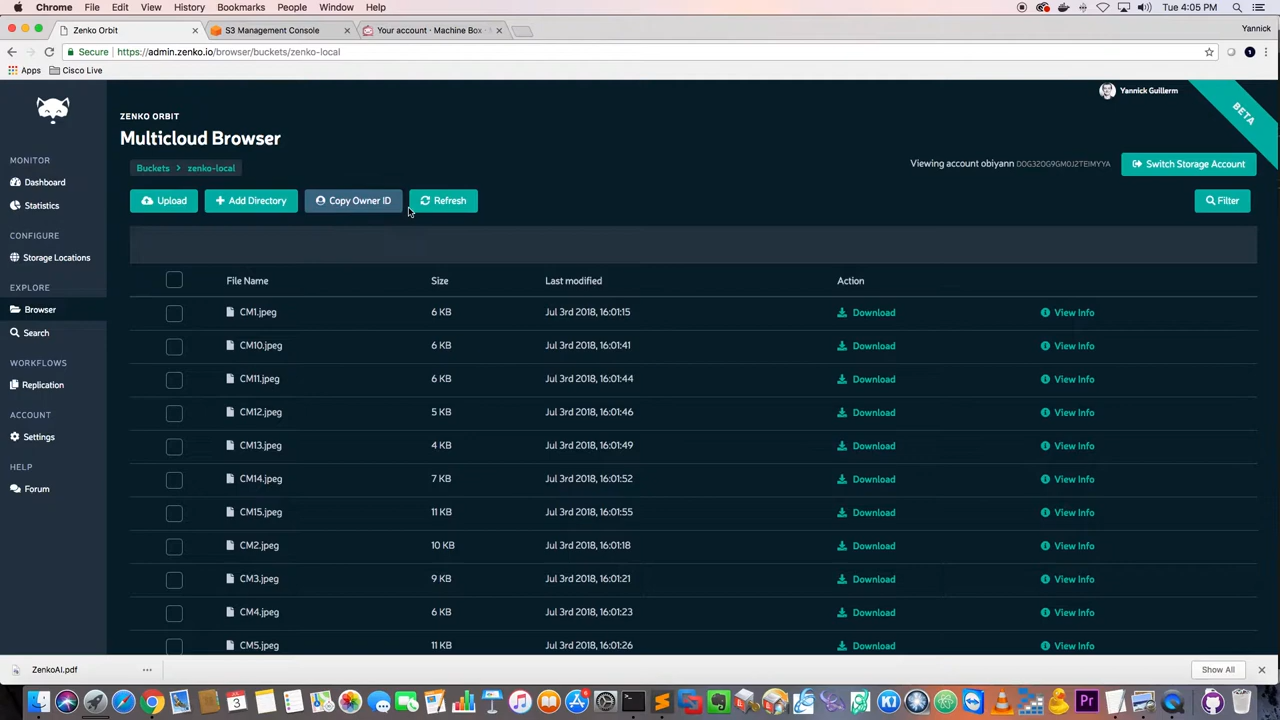 Chrome File Edit View History Bookmarks People Window Help Tue 4:05 PM
Zenko Orbit S3 Management Console Your account · Machine Box · Yannick
Secure https://admin.zenko.io/browser/buckets/zenko-local
Apps Cisco Live
ZENKO ORBIT
Multicloud Browser
Yannick Guillerm
BETA
Buckets > zenko-local
Viewing account obiyann
Switch Storage Account
Upload Add Directory Copy Owner ID Refresh Filter
MONITOR
Dashboard
Statistics
CONFIGURE
Storage Locations
EXPLORE
Browser
Search
WORKFLOWS
Replication
ACCOUNT
Settings
HELP
Forum
File Name Size Last modified Action
CM1.jpeg 6 KB Jul 3rd 2018, 16:01:15 Download View Info
CM10.jpeg 6 KB Jul 3rd 2018, 16:01:41 Download View Info
CM11.jpeg 6 KB Jul 3rd 2018, 16:01:44 Download View Info
CM12.jpeg 5 KB Jul 3rd 2018, 16:01:46 Download View Info
CM13.jpeg 4 KB Jul 3rd 2018, 16:01:49 Download View Info
CM14.jpeg 7 KB Jul 3rd 2018, 16:01:52 Download View Info
CM15.jpeg 11 KB Jul 3rd 2018, 16:01:55 Download View Info
CM2.jpeg 10 KB Jul 3rd 2018, 16:01:18 Download View Info
CM3.jpeg 9 KB Jul 3rd 2018, 16:01:21 Download View Info
CM4.jpeg 6 KB Jul 3rd 2018, 16:01:23 Download View Info
CM5.jpeg 11 KB Jul 3rd 2018, 16:01:26 Download View Info
ZenkoAI.pdf Show All